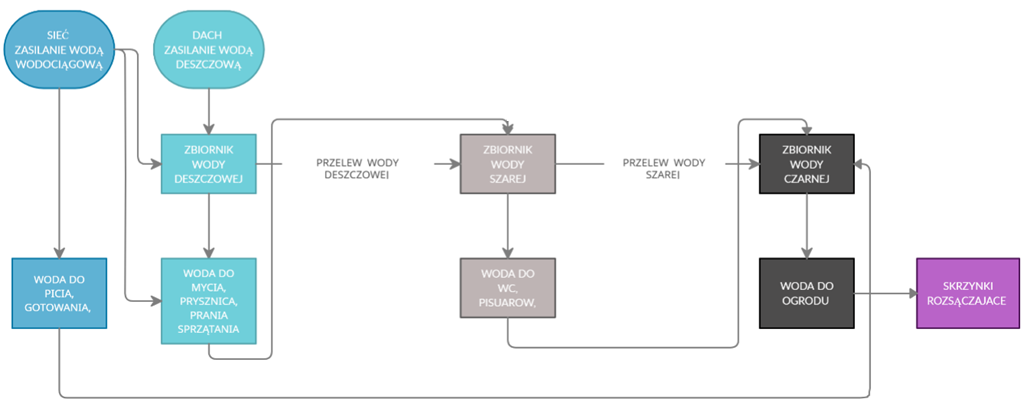 SIEĆ
ZASILANIE WODĄ
WODOCIĄGOWĄ
DACH
ZASILANIE WODĄ
DESZCZOWĄ
ZBIORNIK
WODY
DESZCZOWEJ
PRZELEW WODY
DESZCZOWEI
ZBIORNIK
WODY
SZAREJ
PRZELEW WODY
SZAREI
ZBIORNIK
WODY
CZARNEJ
WODA DO
PICIA,
GOTOWANIA,
WODA DO
MYCIA,
PRYSZNICA,
PRANIA
SPRZĄTANIA
WODA DO
WC,
PISUAROW,
WODA DO
OGRODU
SKRZYNKI
ROZSĄCZAJACE